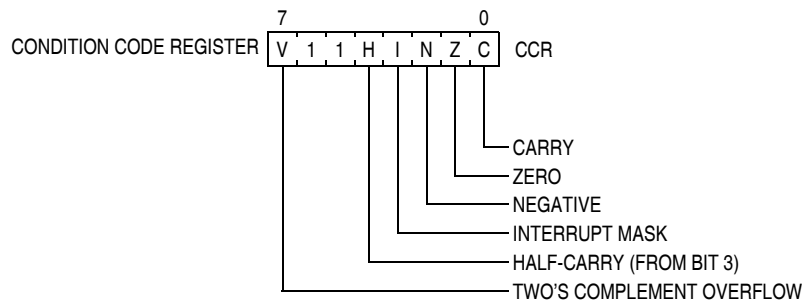 7 0
CONDITION CODE REGISTER V 1 1 H I N Z C CCR
CARRY
ZERO
NEGATIVE
INTERRUPT MASK
HALF-CARRY (FROM BIT 3)
TWO'S COMPLEMENT OVERFLOW